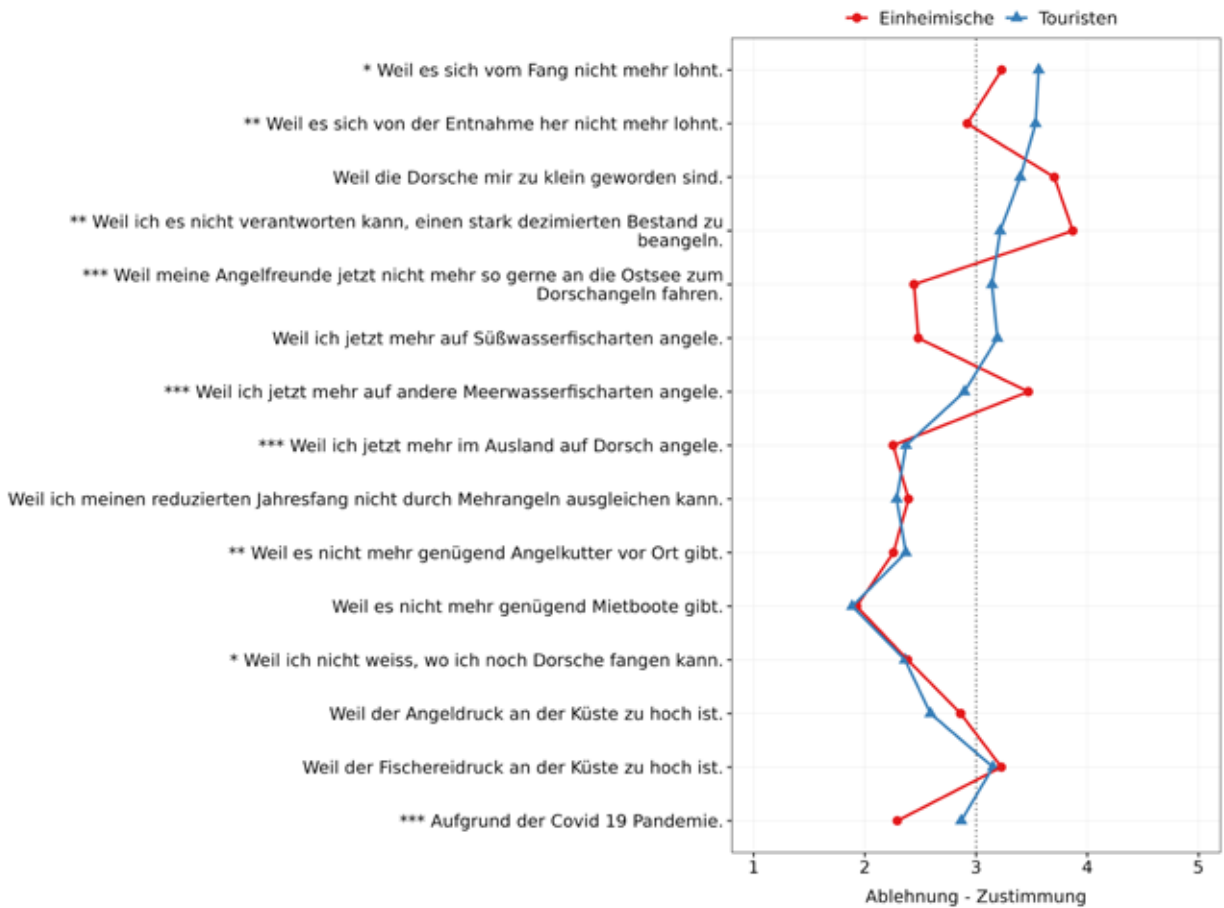 Einheimische Touristen
* Weil es sich vom Fang nicht mehr lohnt.
** Weil es sich von der Entnahme her nicht mehr lohnt.
Weil die Dorsche mir zu klein geworden sind.
** Weil ich es nicht verantworten kann, einen stark dezimierten Bestand zu
beangeln.
*** Weil meine Angelfreunde jetzt nicht mehr so gerne an die Ostsee zum
Dorschangeln fahren.
Weil ich jetzt mehr auf Süßwasserfischarten angele.
*** Weil ich jetzt mehr auf andere Meerwasserfischarten angele.
*** Weil ich jetzt mehr im Ausland auf Dorsch angele.
Weil ich meinen reduzierten Jahresfang nicht durch Mehrangeln ausgleichen kann.
** Weil es nicht mehr genügend Angelkutter vor Ort gibt.
Weil es nicht mehr genügend Mietboote gibt.
* Weil ich nicht weiss, wo ich noch Dorsche fangen kann.
Weil der Angeldruck an der Küste zu hoch ist.
Weil der Fischereidruck an der Küste zu hoch ist.
*** Aufgrund der Covid 19 Pandemie.
1 2 3 4 5
Ablehnung - Zustimmung